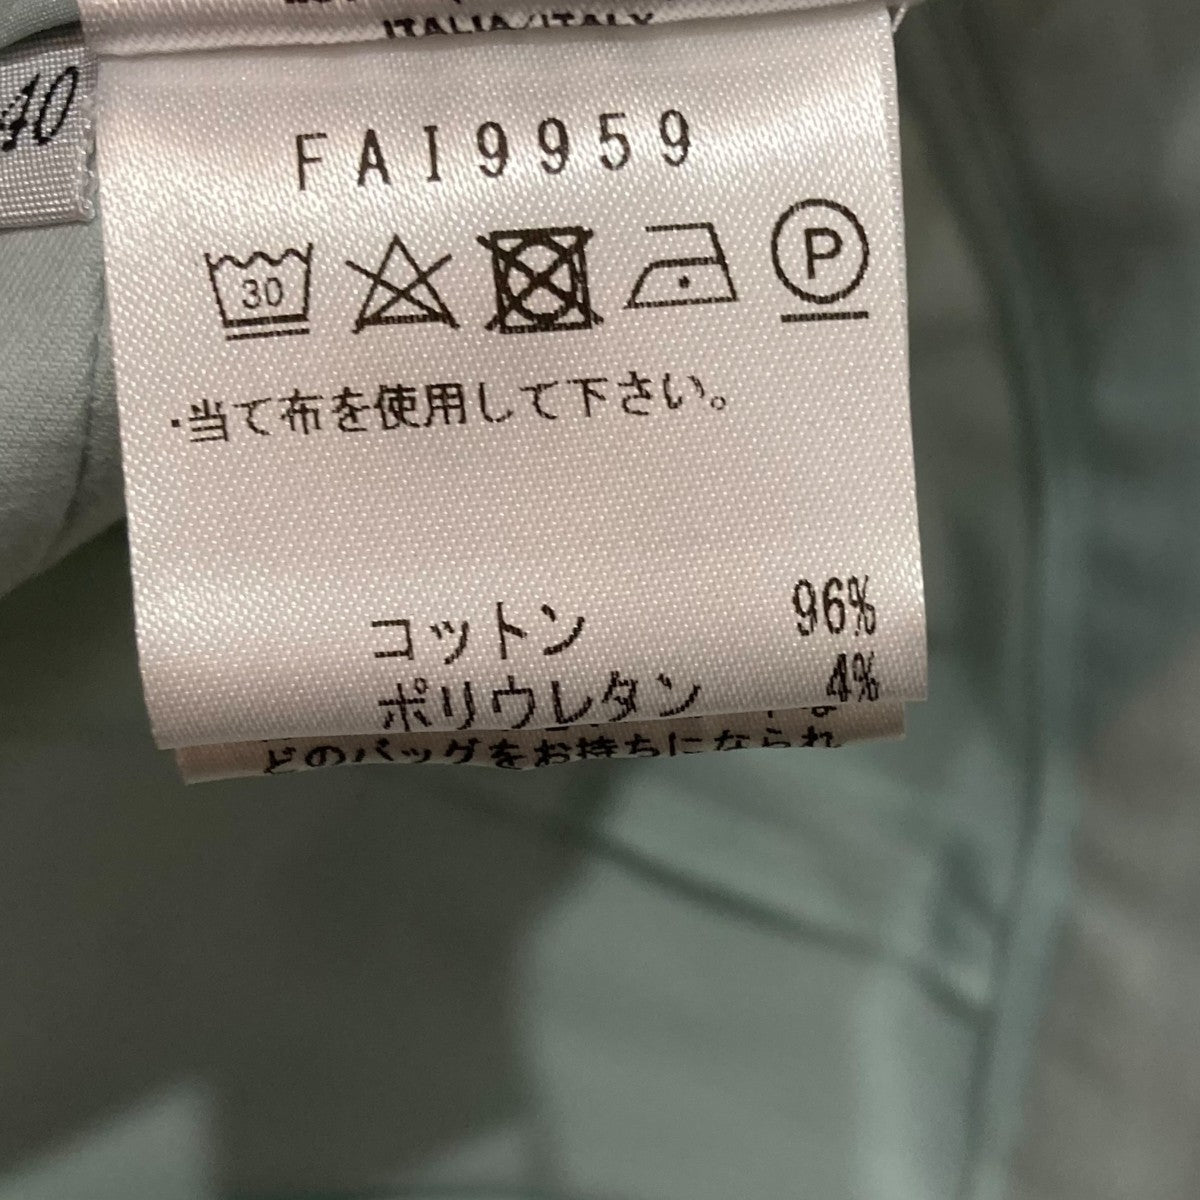 ITALIA/ITALY
40
FAI9959
30
P
・当て布を使用して下さい。
コットン 96%
ポリウレタン 4%
どのバッグをお持ちになられ